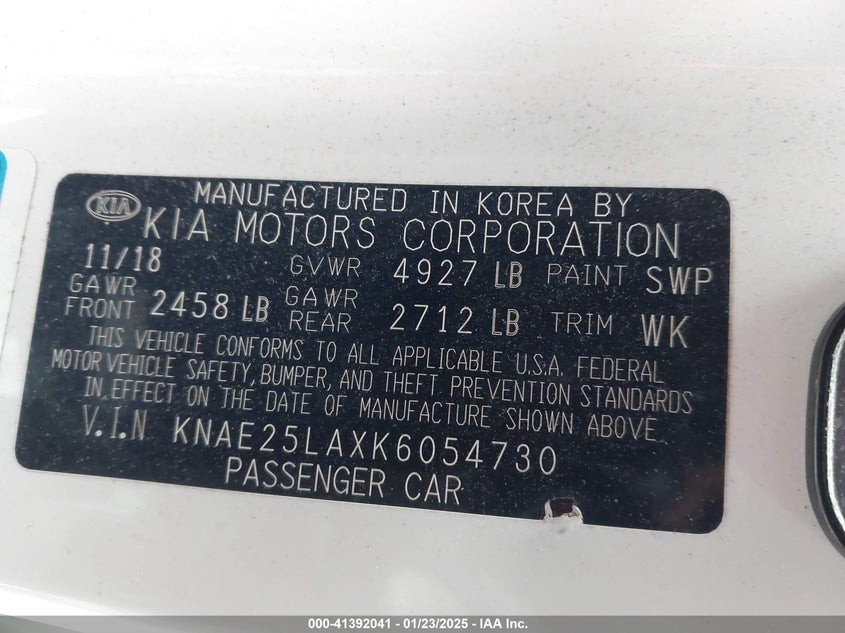 MANUFACTURED IN KOREA BY
KIA KIA MOTORS CORPORATION
11/18 GVWR 4927 LB PAINT SWP
GAWR FRONT 2458 LB GAWR REAR 2712 LB TRIM WK
THIS VEHICLE CONFORMS TO ALL APPLICABLE U.S.A. FEDERAL
MOTOR VEHICLE SAFETY, BUMPER, AND THEFT PREVENTION STANDARDS
IN EFFECT ON THE DATE OF MANUFACTURE SHOWN ABOVE.
V.I.N KNAE25LAXK6054730
PASSENGER CAR
000-41392041 - 01/23/2025 - IAA Inc.